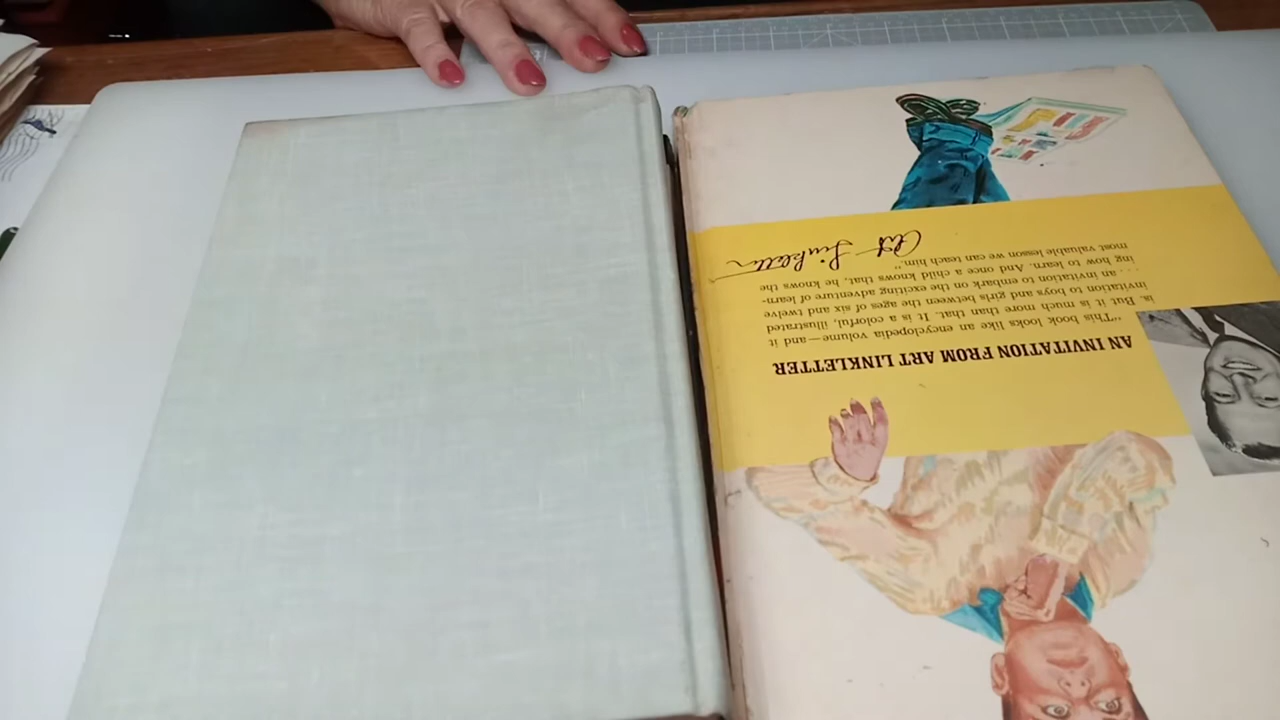 AN INVITATION FROM ART LINKLETTER
"This book looks like an encyclopedia volume—and it
is. But it is much more than that. It is a colorful, illustrated
invitation to boys and girls between the ages of six and twelve
. . . an invitation to embark on the exciting adventure of learn-
ing how to learn. And once a child knows that, he knows the
most valuable lesson we can teach him."
Art Linkletter